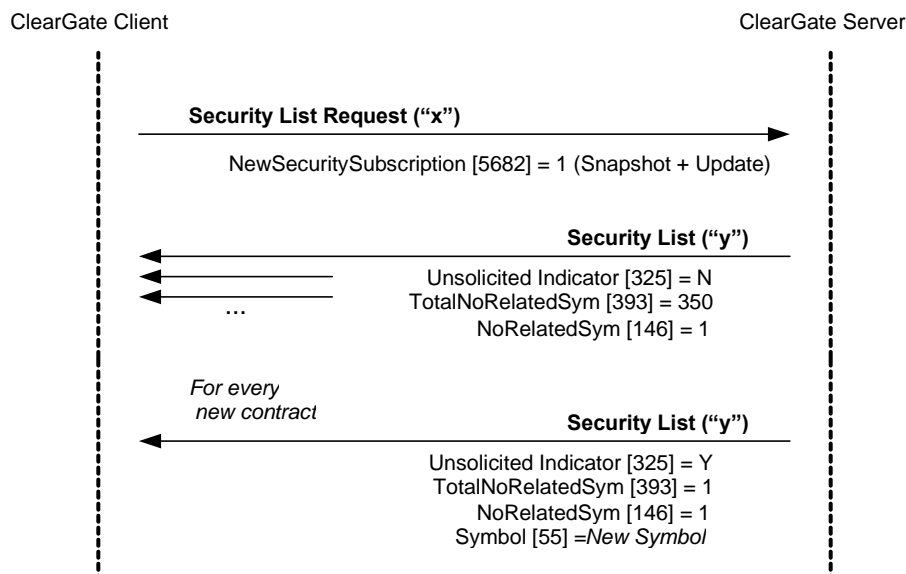 ClearGate Client
ClearGate Server
Security List Request (“x”)
NewSecuritySubscription [5682] = 1 (Snapshot + Update)
Security List (“y”)
Unsolicited Indicator [325] = N
TotalNoRelatedSym [393] = 350
...
NoRelatedSym [146] = 1
For every
new contract
Security List (“y”)
Unsolicited Indicator [325] = Y
TotalNoRelatedSym [393] = 1
NoRelatedSym [146] = 1
Symbol [55] =New Symbol